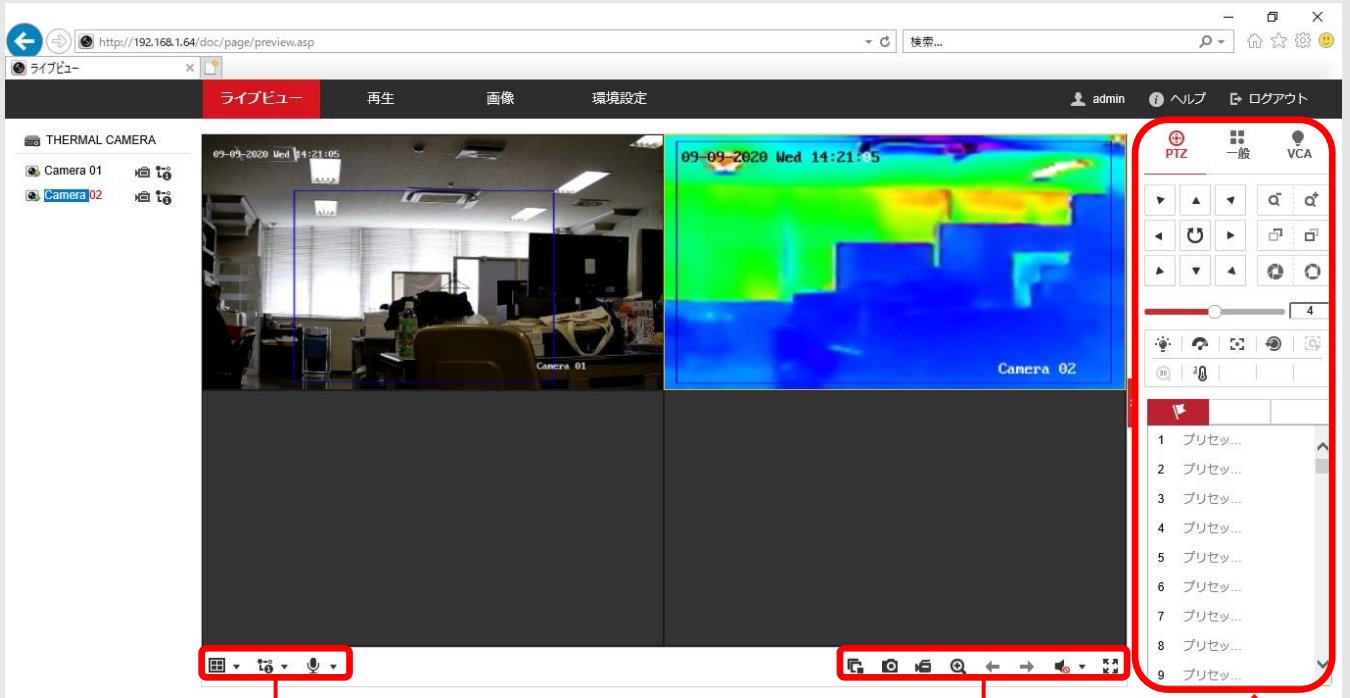 http://192.168.1.64/doc/page/preview.asp
検索...
ライブビュー
ライブビュー 再生 画像 環境設定 admin ヘルプ ログアウト
THERMAL CAMERA
Camera 01
Camera 02
09-09-2020 Wed 14:21:05
Camera 01
09-09-2020 Wed 14:21:05
Camera 02
PTZ 一般 VCA
4
3D
1 プリセッ...
2 プリセッ...
3 プリセッ...
4 プリセッ...
5 プリセッ...
6 プリセッ...
7 プリセッ...
8 プリセッ...
9 プリセッ...